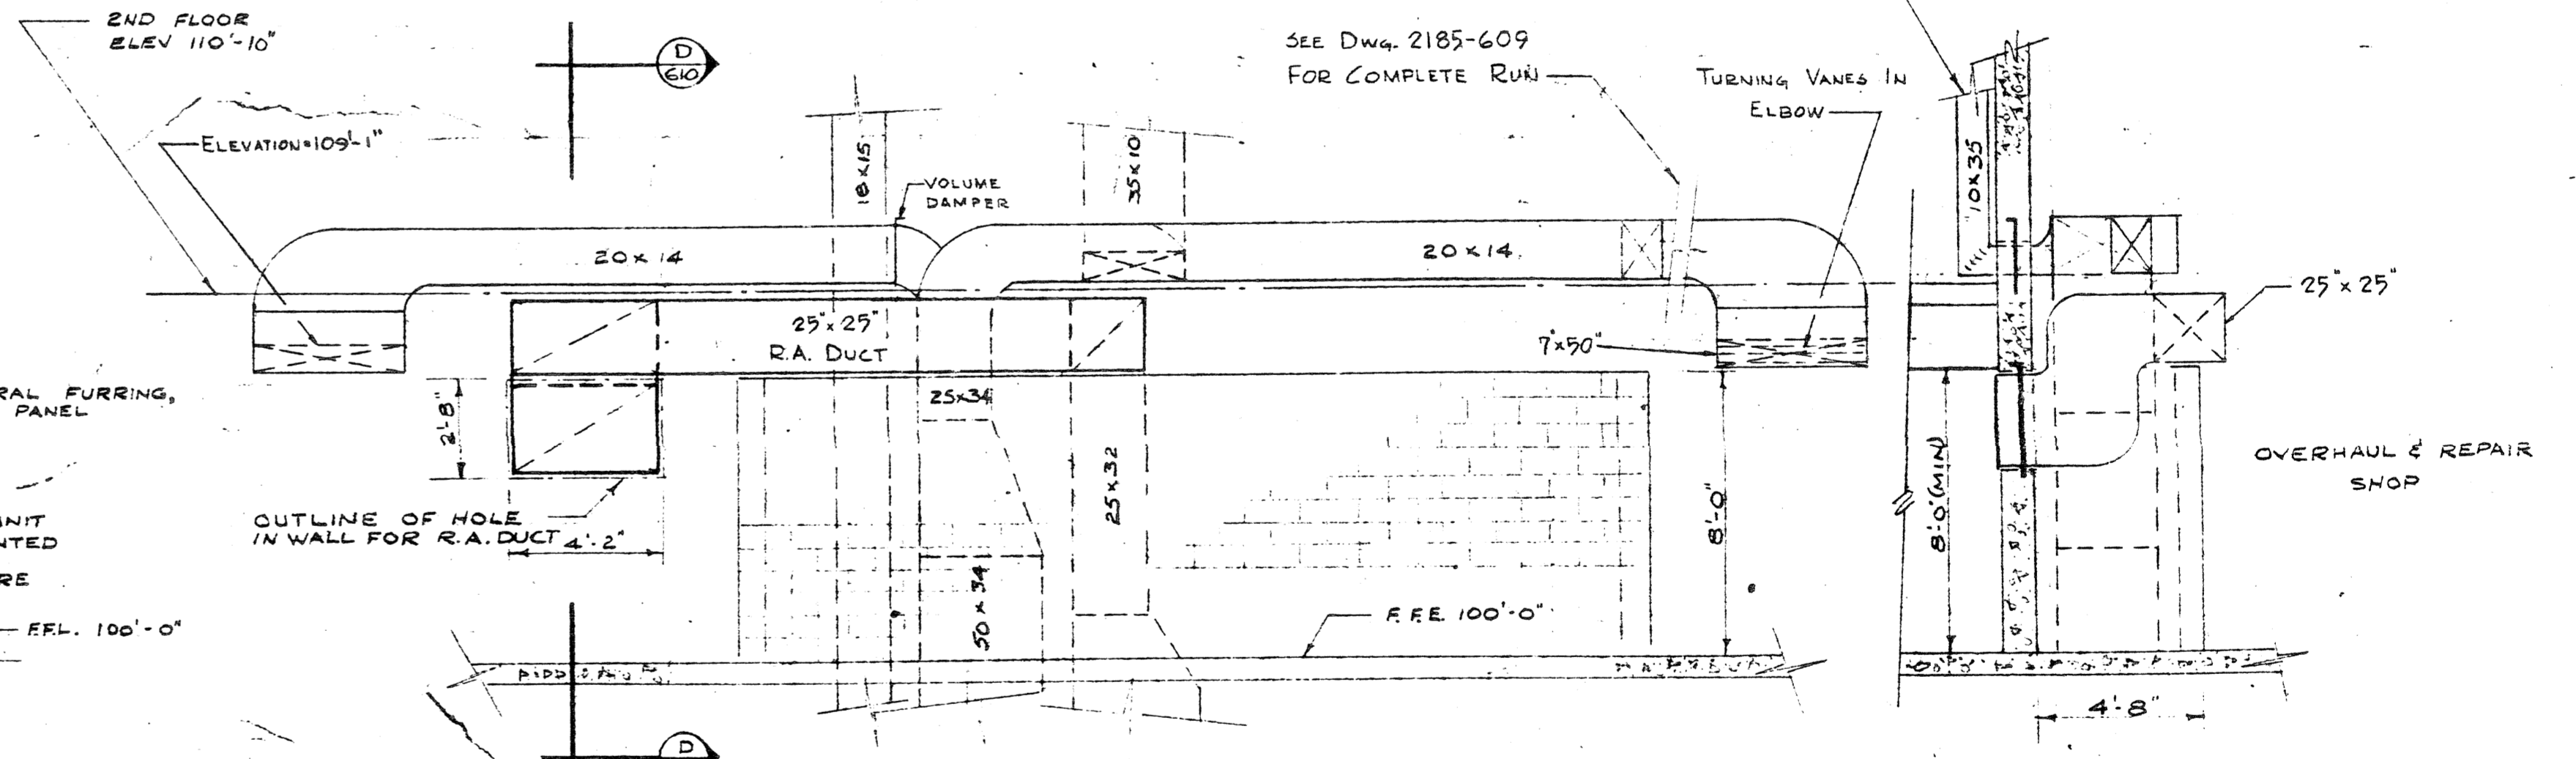 2ND FLOOR
ELEV 110'-10"
D
610
SEE DWG. 2185-609
FOR COMPLETE RUN
TURNING VANES IN
ELBOW
ELEVATION=109'-1"
18x15
VOLUME
DAMPER
35x10
10x35
20x14
20x14
25"x25"
R.A. DUCT
7"x50"
25"x25"
RAL FURRING,
PANEL
2'-8"
25x34
25x32
8'-0"
8'-0"(MIN)
OVERHAUL & REPAIR
SHOP
OUTLINE OF HOLE
IN WALL FOR R.A. DUCT
4'-2"
NTED
RE
50x34
F.F.L. 100'-0"
F.F.E. 100'-0"
4'-8"
D